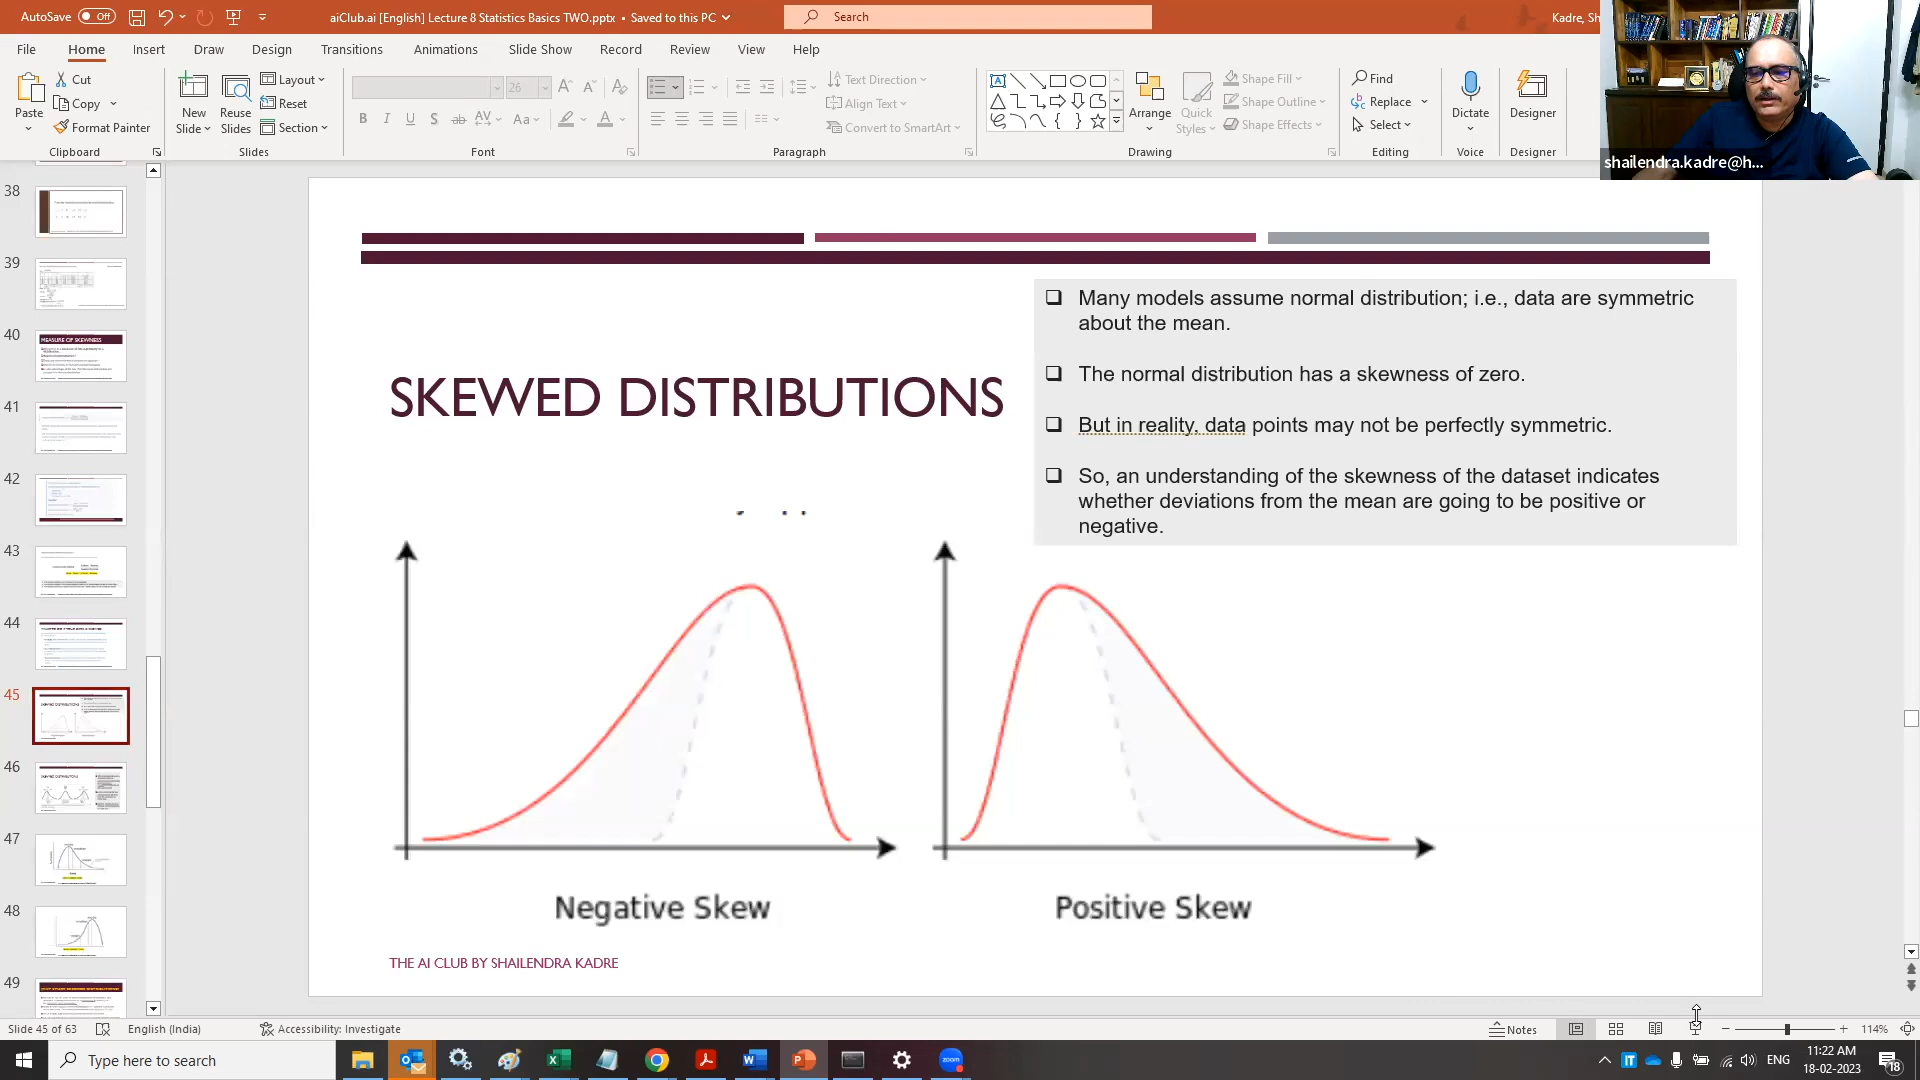 AutoSave Off
aiClub.ai [English] Lecture 8 Statistics Basics TWO.pptx • Saved to this PC
Search
Kadre, Sh
File Home Insert Draw Design Transitions Animations Slide Show Record Review View Help
Paste
Cut
Copy
Format Painter
Clipboard
New Slide
Reuse Slides
Layout
Reset
Section
Slides
26
Font
Text Direction
Align Text
Convert to SmartArt
Paragraph
Arrange
Quick Styles
Shape Fill
Shape Outline
Shape Effects
Drawing
Find
Replace
Select
Editing
Dictate
Voice
Designer
Designer
shailendra.kadre@h...
38
39
40
MEASURE OF SKEWNESS
41
42
43
44
45
46
47
48
49
Many models assume normal distribution; i.e., data are symmetric
about the mean.
The normal distribution has a skewness of zero.
But in reality, data points may not be perfectly symmetric.
So, an understanding of the skewness of the dataset indicates
whether deviations from the mean are going to be positive or
negative.
SKEWED DISTRIBUTIONS
Negative Skew
Positive Skew
THE AI CLUB BY SHAILENDRA KADRE
Slide 45 of 63 English (India) Accessibility: Investigate Notes 114%
Type here to search
zoom
IT
ENG
11:22 AM
18-02-2023
18